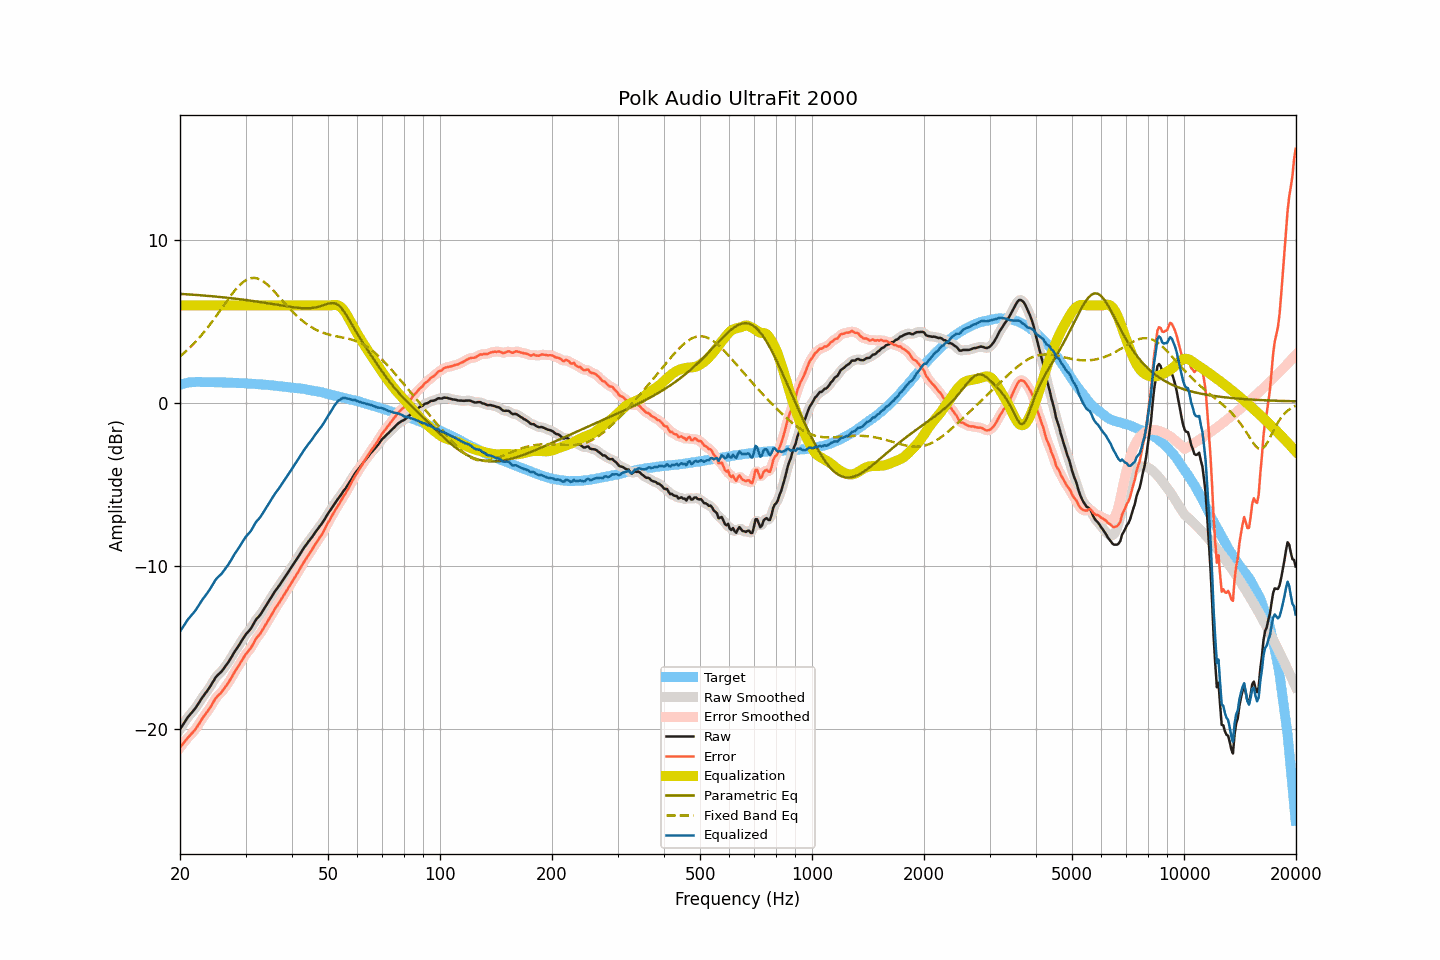 Polk Audio UltraFit 2000
10
0
−10
−20
Amplitude (dBr)
Target
Raw Smoothed
Error Smoothed
Raw
Error
Equalization
Parametric Eq
Fixed Band Eq
Equalized
20 50 100 200 500 1000 2000 5000 10000 20000
Frequency (Hz)